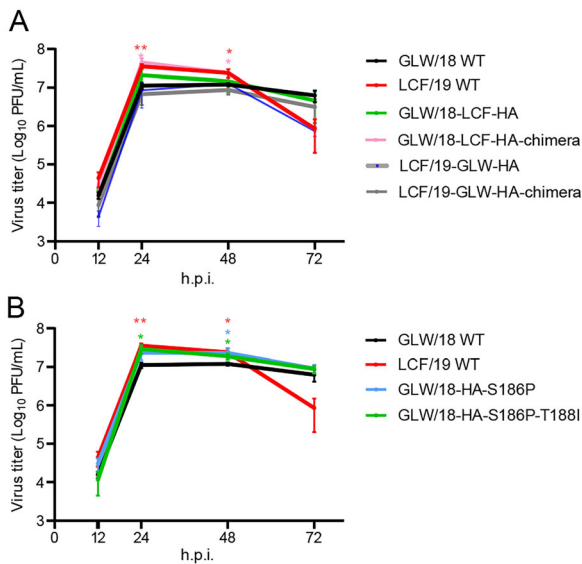 A
Virus titer (Log10 PFU/mL)
8
7
6
5
4
3
0 12 24 48 72
h.p.i.
** *
* *
GLW/18 WT
LCF/19 WT
GLW/18-LCF-HA
GLW/18-LCF-HA-chimera
LCF/19-GLW-HA
LCF/19-GLW-HA-chimera
B
Virus titer (Log10 PFU/mL)
8
7
6
5
4
3
0 12 24 48 72
h.p.i.
** *
*
* *
GLW/18 WT
LCF/19 WT
GLW/18-HA-S186P
GLW/18-HA-S186P-T188I